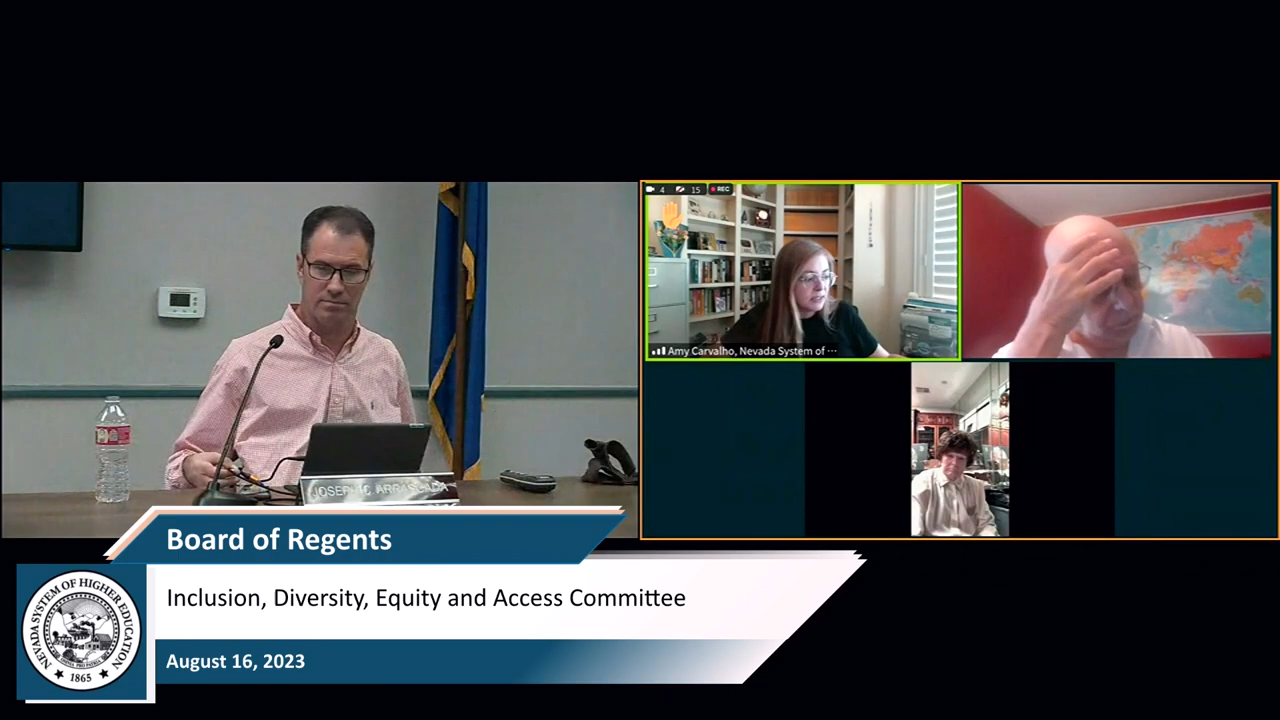 4 15 REC
Amy Carvalho, Nevada System of ···
JOSEPH C. ARRASCADA
Board of Regents
Inclusion, Diversity, Equity and Access Committee
August 16, 2023
NEVADA SYSTEM OF HIGHER EDUCATION
1865